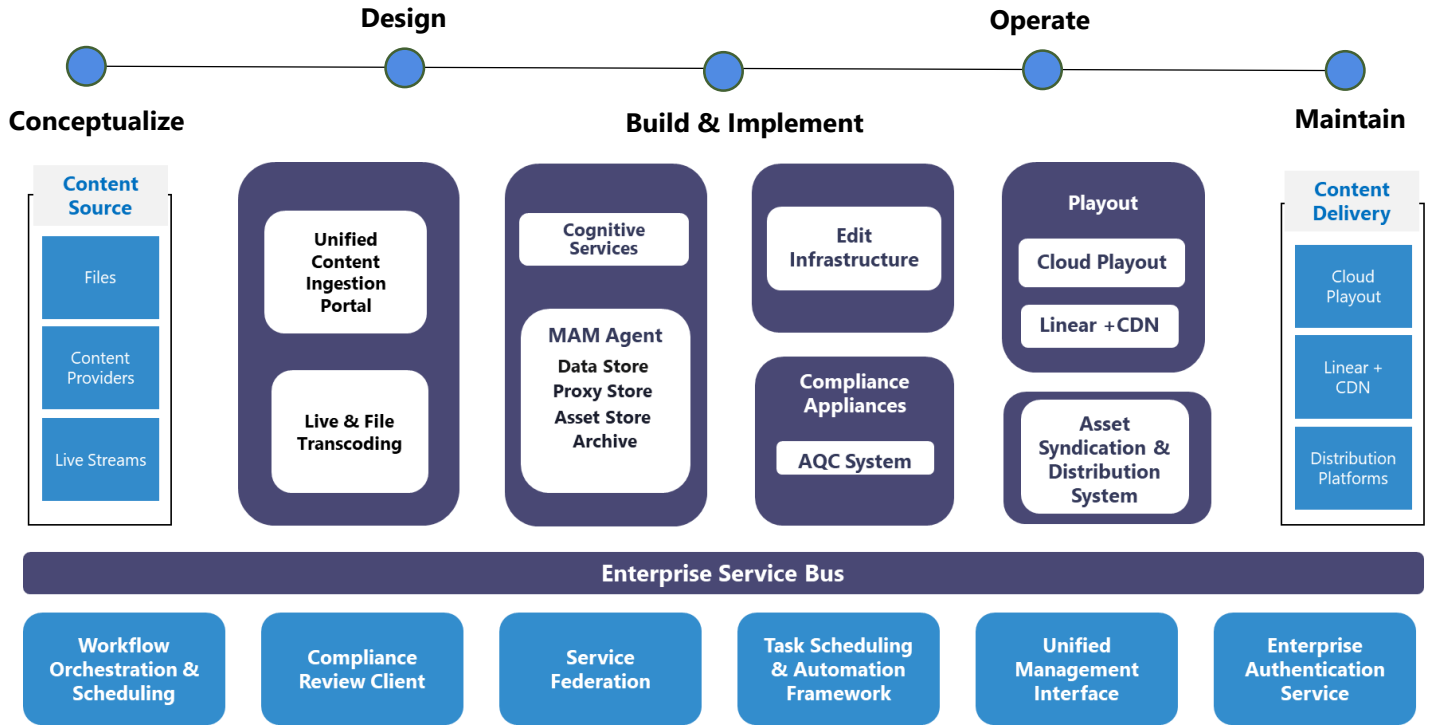 Design
Operate
Conceptualize
Build & Implement
Maintain
Content
Source
Files
Content
Providers
Live Streams
Unified
Content
Ingestion
Portal
Live & File
Transcoding
Cognitive
Services
MAM Agent
Data Store
Proxy Store
Asset Store
Archive
Edit
Infrastructure
Compliance
Appliances
AQC System
Playout
Cloud Playout
Linear +CDN
Asset
Syndication &
Distribution
System
Content
Delivery
Cloud
Playout
Linear +
CDN
Distribution
Platforms
Enterprise Service Bus
Workflow
Orchestration &
Scheduling
Compliance
Review Client
Service
Federation
Task Scheduling
& Automation
Framework
Unified
Management
Interface
Enterprise
Authentication
Service